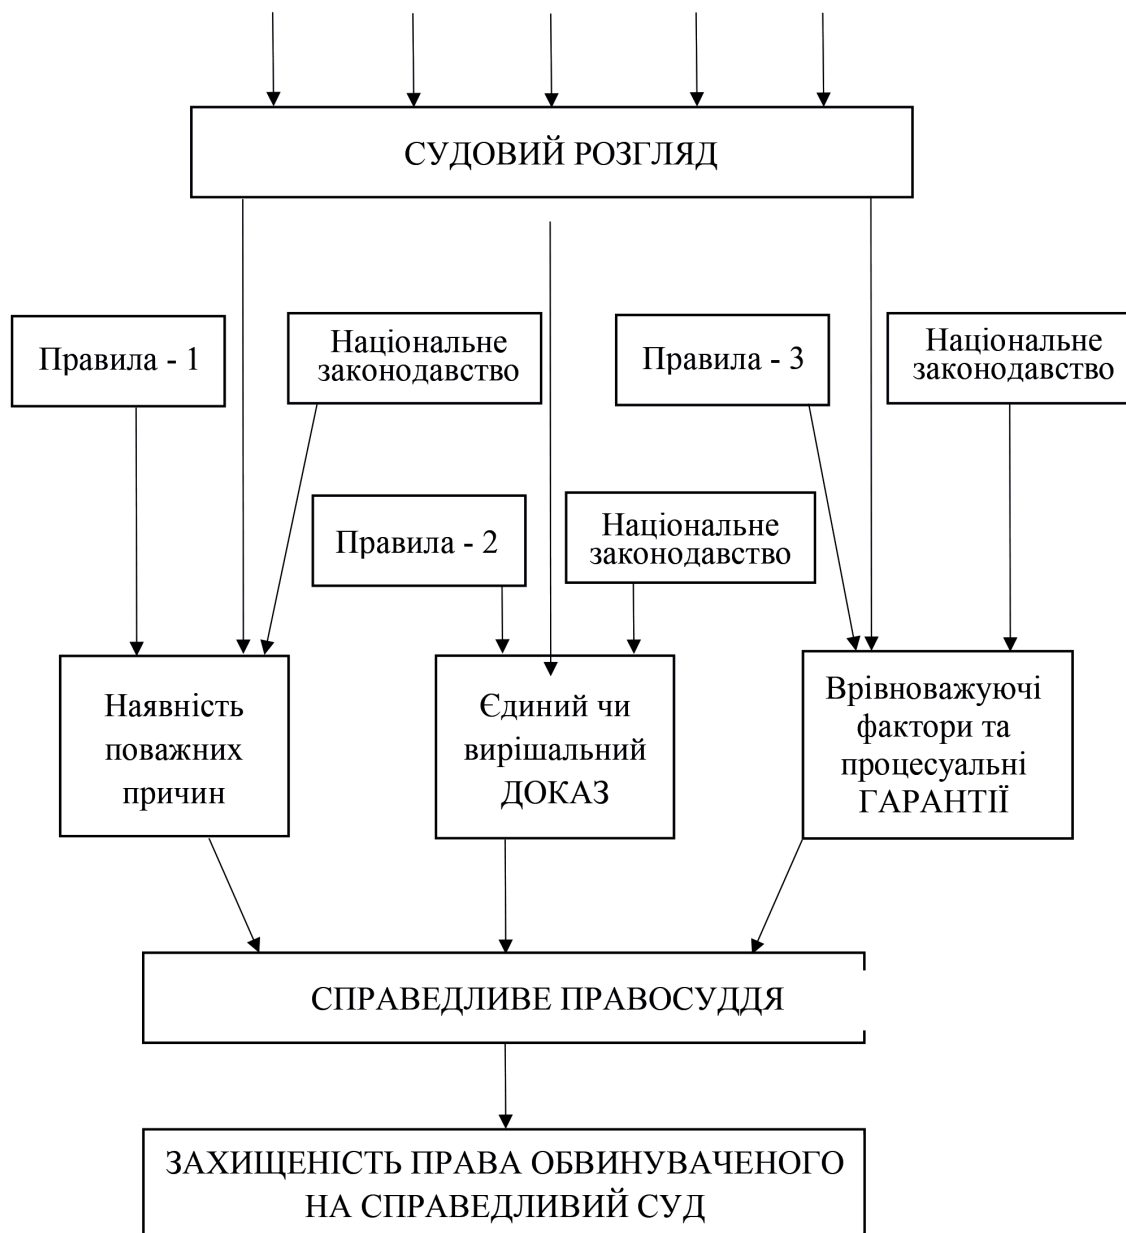 СУДОВИЙ РОЗГЛЯД
Правила - 1
Національне
законодавство
Правила - 3
Національне
законодавство
Правила - 2
Національне
законодавство
Наявність
поважних
причин
Єдиний чи
вирішальний
ДОКАЗ
Врівноважуючі
фактори та
процесуальні
ГАРАНТІЇ
СПРАВЕДЛИВЕ ПРАВОСУДДЯ
ЗАХИЩЕНІСТЬ ПРАВА ОБВИНУВАЧЕНОГО
НА СПРАВЕДЛИВИЙ СУД